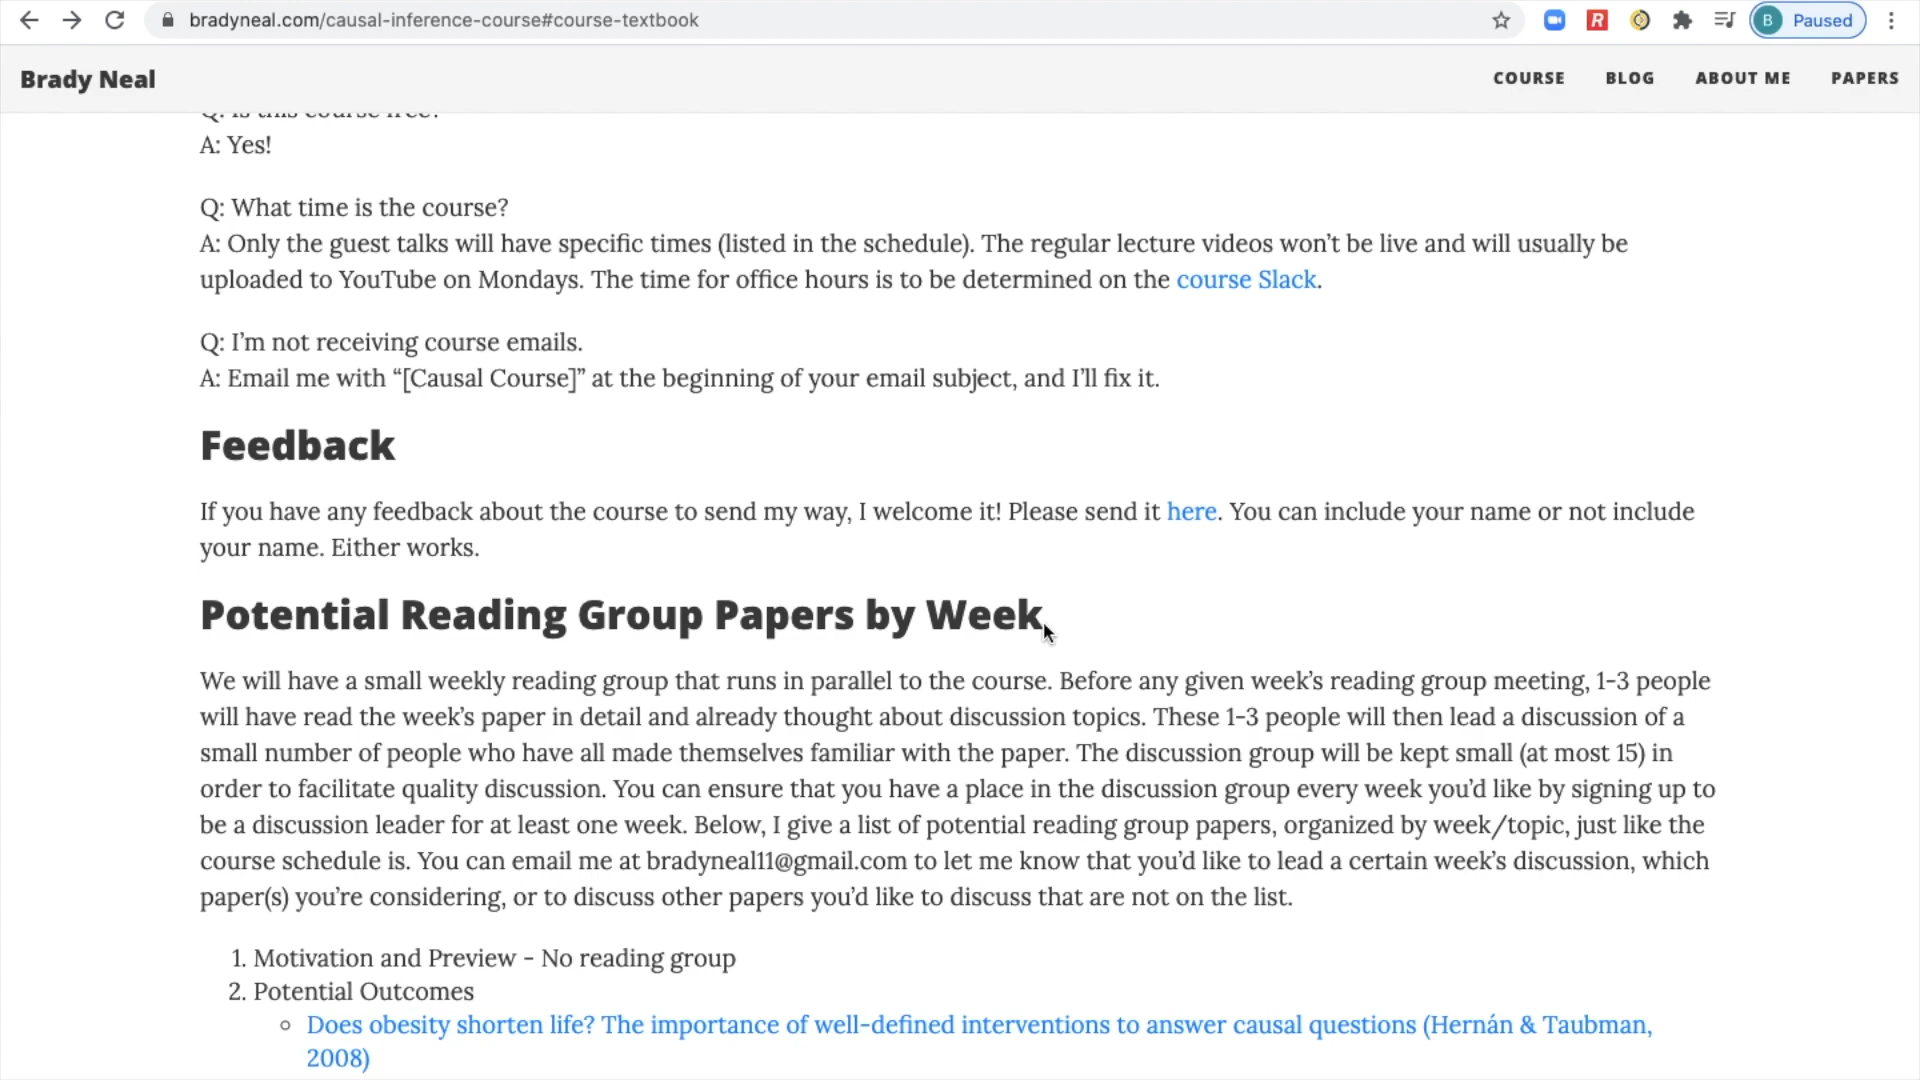 bradyneal.com/causal-inference-course#course-textbook
B Paused
Brady Neal
COURSE BLOG ABOUT ME PAPERS
Q: Is this course free?
A: Yes!
Q: What time is the course?
A: Only the guest talks will have specific times (listed in the schedule). The regular lecture videos won’t be live and will usually be
uploaded to YouTube on Mondays. The time for office hours is to be determined on the course Slack.
Q: I’m not receiving course emails.
A: Email me with “[Causal Course]” at the beginning of your email subject, and I’ll fix it.
Feedback
If you have any feedback about the course to send my way, I welcome it! Please send it here. You can include your name or not include
your name. Either works.
Potential Reading Group Papers by Week
We will have a small weekly reading group that runs in parallel to the course. Before any given week’s reading group meeting, 1-3 people
will have read the week’s paper in detail and already thought about discussion topics. These 1-3 people will then lead a discussion of a
small number of people who have all made themselves familiar with the paper. The discussion group will be kept small (at most 15) in
order to facilitate quality discussion. You can ensure that you have a place in the discussion group every week you’d like by signing up to
be a discussion leader for at least one week. Below, I give a list of potential reading group papers, organized by week/topic, just like the
course schedule is. You can email me at bradyneal11@gmail.com to let me know that you’d like to lead a certain week’s discussion, which
paper(s) you’re considering, or to discuss other papers you’d like to discuss that are not on the list.
1. Motivation and Preview - No reading group
2. Potential Outcomes
Does obesity shorten life? The importance of well-defined interventions to answer causal questions (Hernán & Taubman,
2008)